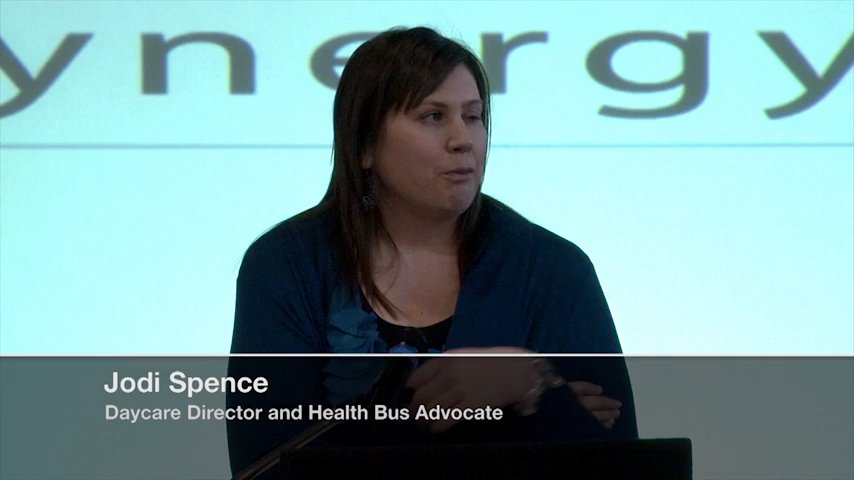 ynergy
Jodi Spence
Daycare Director and Health Bus Advocate